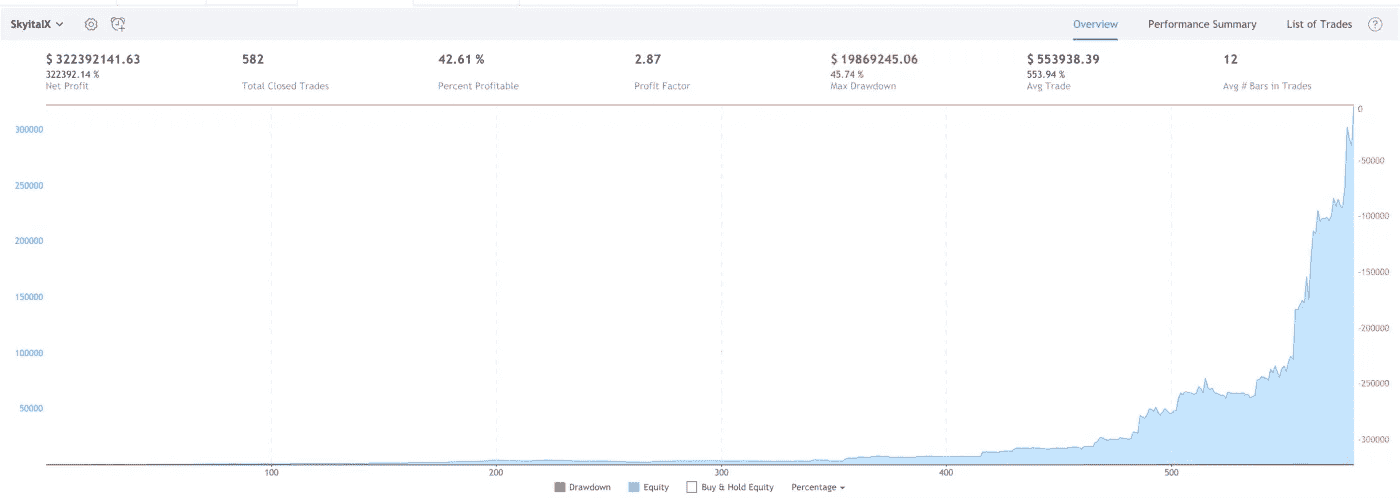 SkyitalX Overview Performance Summary List of Trades ?
$ 322392141.63 582 42.61 % 2.87 $ 19869245.06 $ 553938.39 12
322392.14 % 45.74 % 553.94 %
Net Profit Total Closed Trades Percent Profitable Profit Factor Max Drawdown Avg Trade Avg # Bars in Trades
0
300000
-50000
250000
-100000
200000
-150000
150000
-200000
100000
-250000
50000
-300000
100 200 300 400 500
Drawdown Equity Buy & Hold Equity Percentage